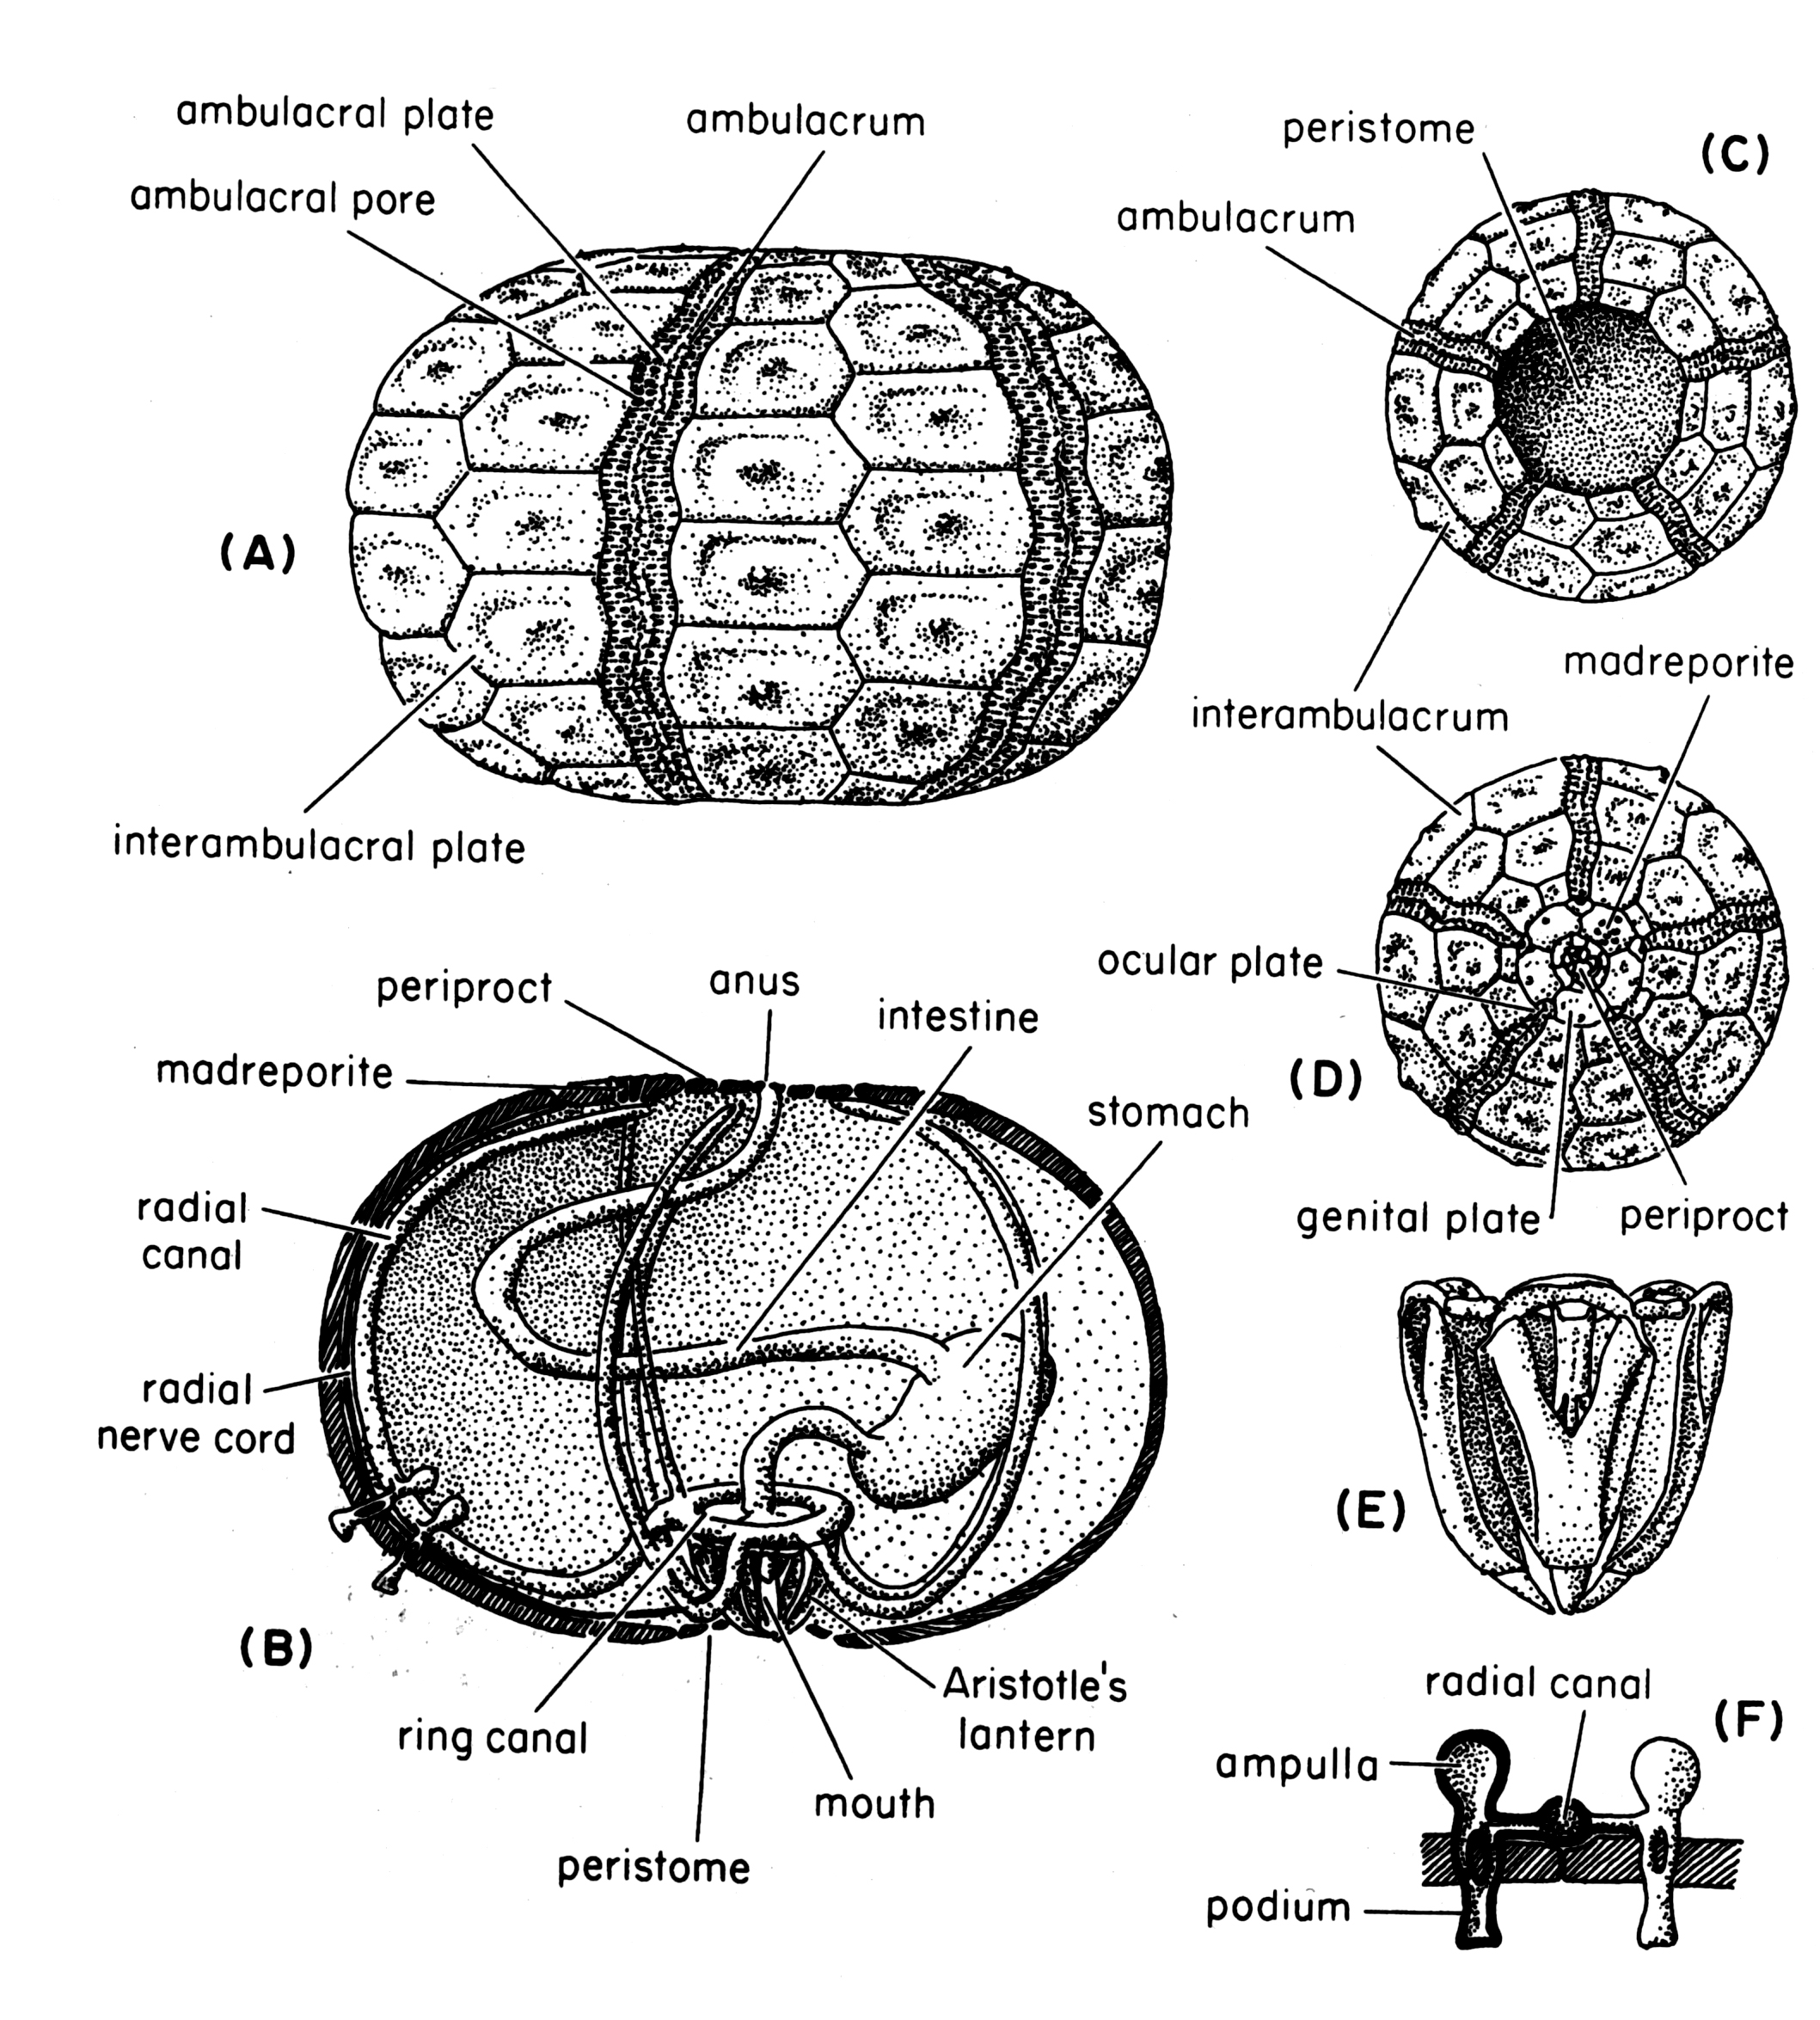 ambulacral plate
ambulacrum
ambulacral pore
(A)
interambulacral plate
peristome
(C)
ambulacrum
interambulacrum
madreporite
ocular plate
(D)
genital plate
periproct
periproct
anus
intestine
madreporite
stomach
radial
canal
radial
nerve cord
(B)
ring canal
Aristotle's
lantern
mouth
peristome
(E)
radial canal
(F)
ampulla
podium